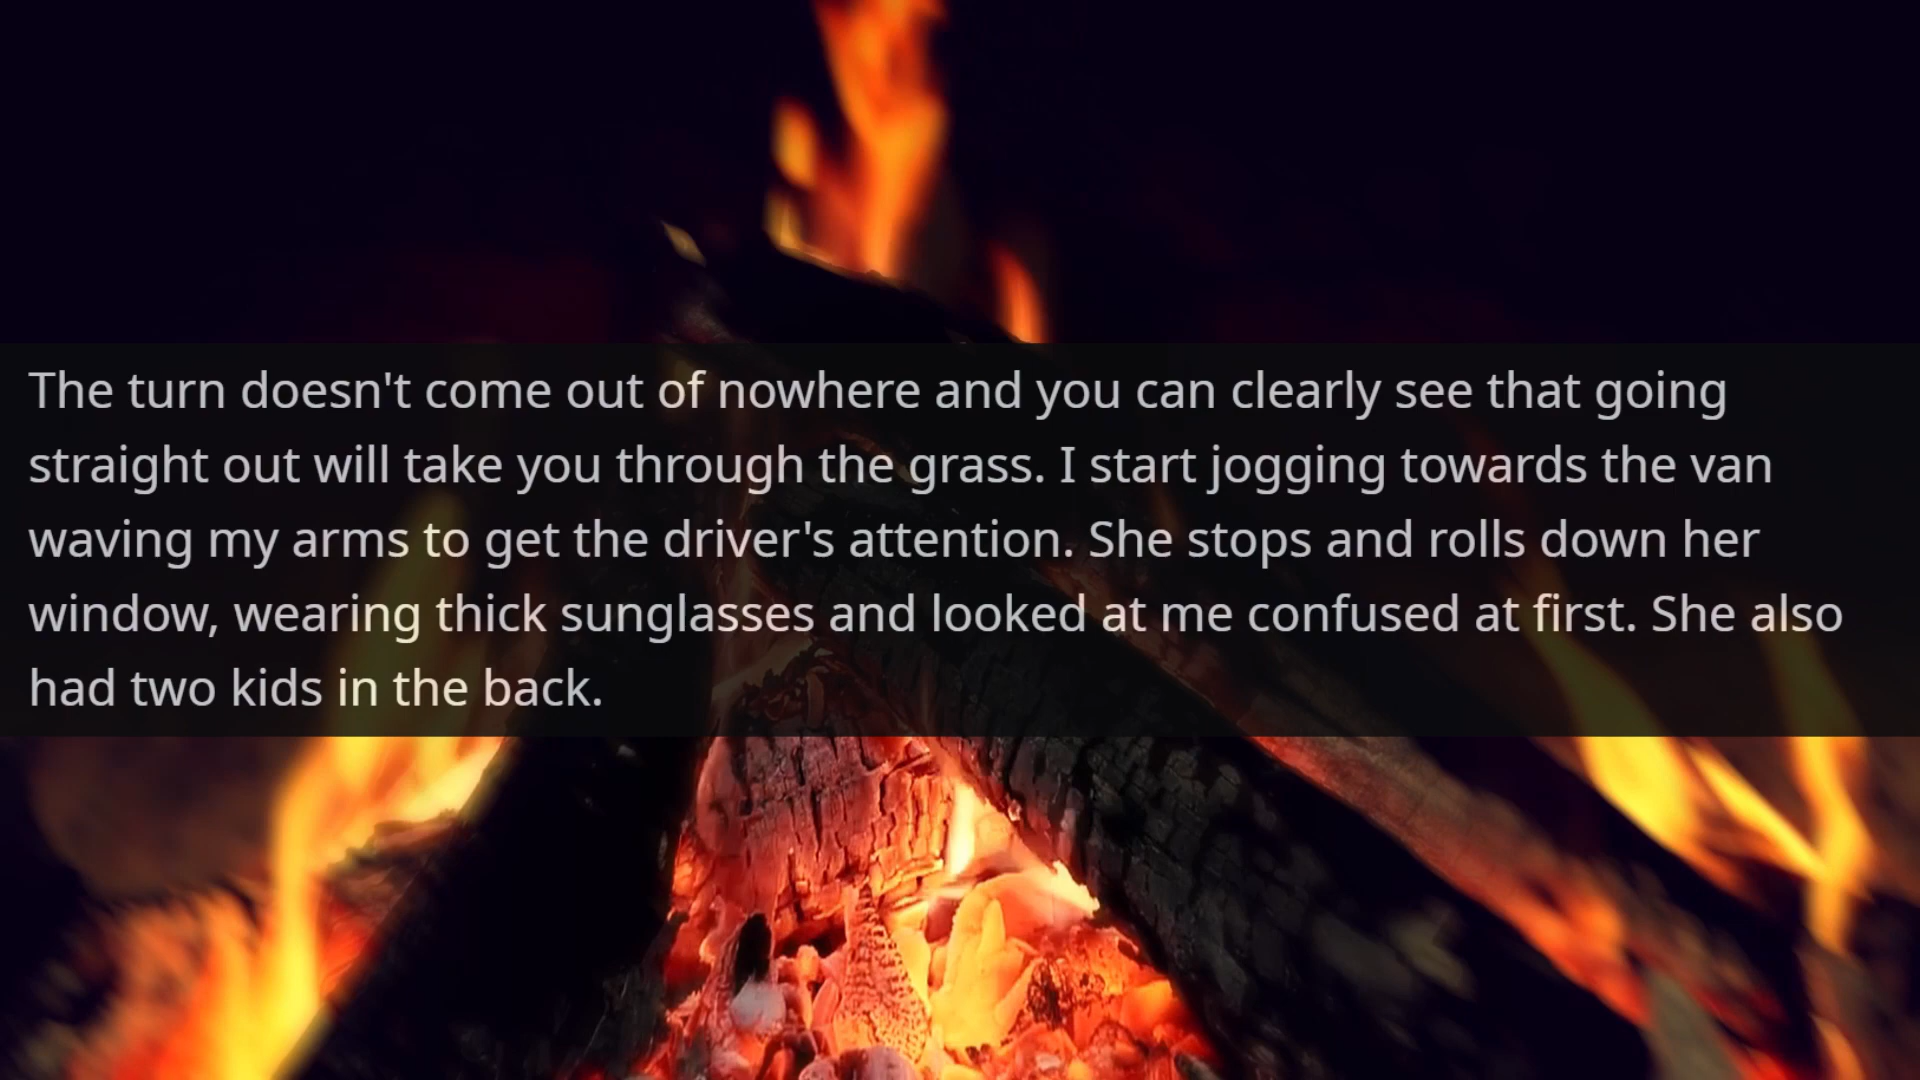 The turn doesn't come out of nowhere and you can clearly see that going
straight out will take you through the grass. I start jogging towards the van
waving my arms to get the driver's attention. She stops and rolls down her
window, wearing thick sunglasses and looked at me confused at first. She also
had two kids in the back.